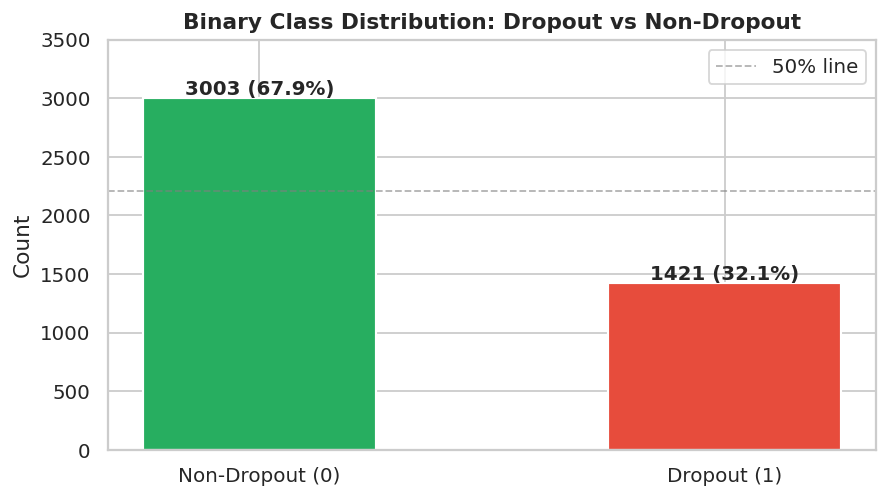 Binary Class Distribution: Dropout vs Non-Dropout
3500
3000
2500
2000
1500
1000
500
0
Count
50% line
3003 (67.9%)
1421 (32.1%)
Non-Dropout (0)
Dropout (1)